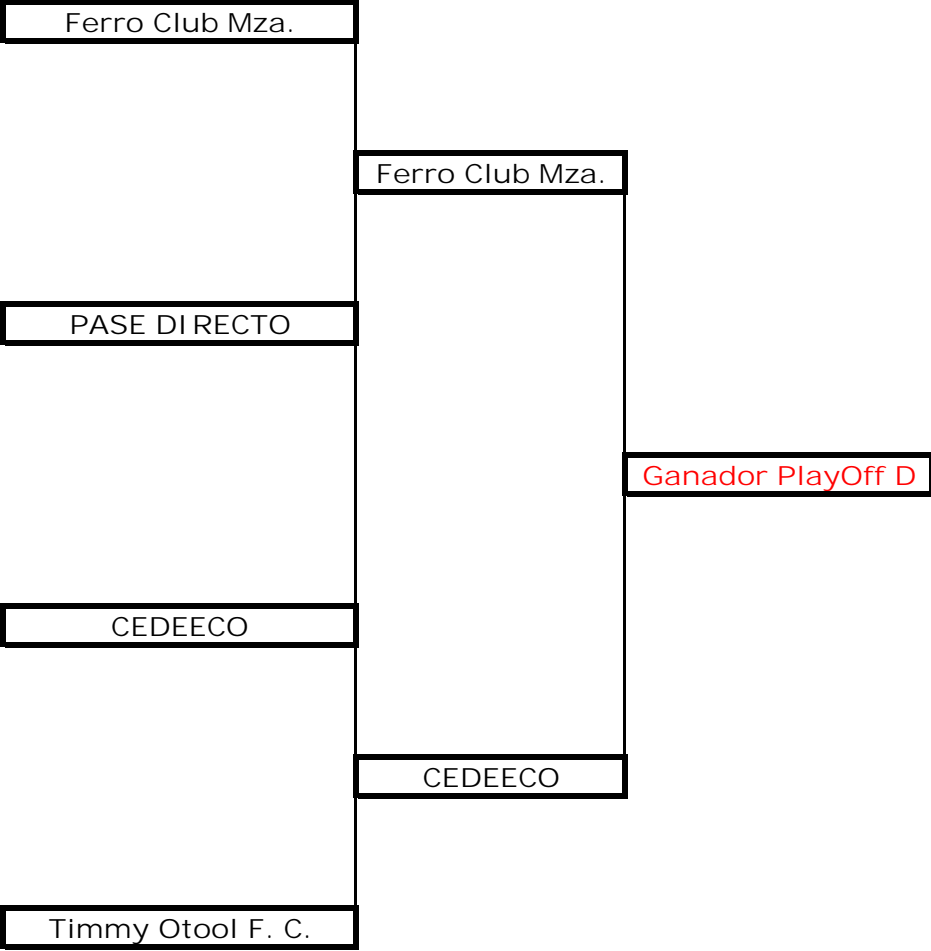 Ferro Club Mza.
Ferro Club Mza.
PASE DIRECTO
Ganador PlayOff D
CEDEECO
CEDEECO
Timmy Otool F. C.